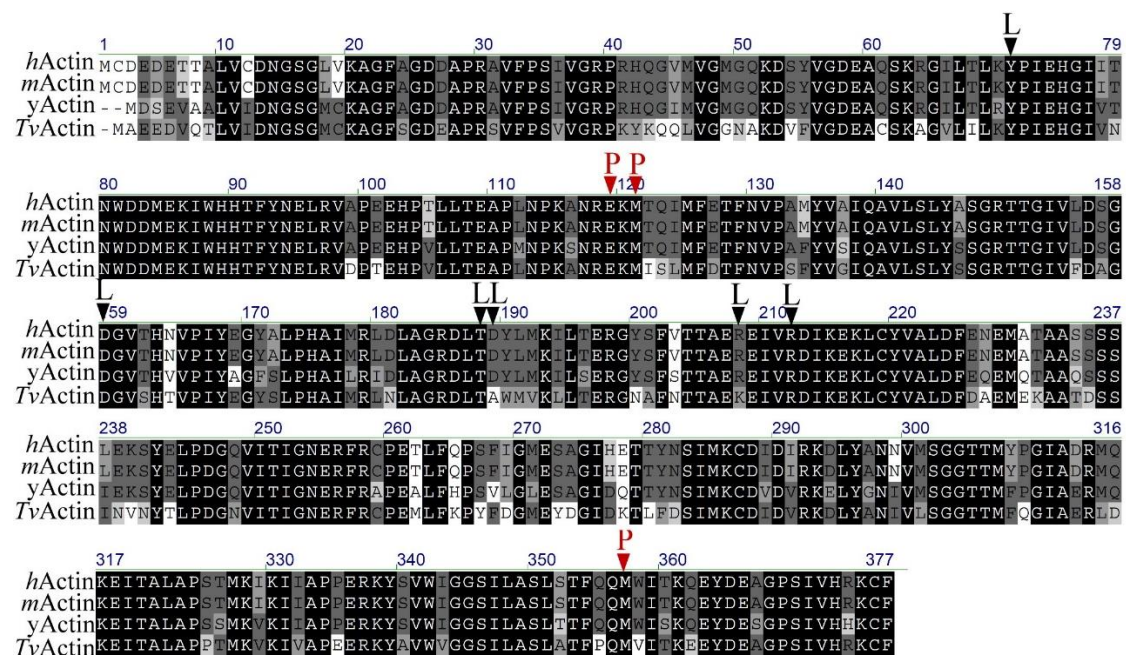 L
1 10 20 30 40 50 60 79
hActin MCDEDETTALVCDNGSGLVKAGFAGDDAPRAVFPSIVGRPRHQGVMVGMGQKDSYVGDEAQSKRGILTLKYPIEHGIIT
mActin MCDEDETTALVCDNGSGLVKAGFAGDDAPRAVFPSIVGRPRHQGVMVGMGQKDSYVGDEAQSKRGILTLKYPIEHGIIT
yActin --MDSEVAALVIDNGSGMCKAGFAGDDAPRAVFPSIVGRPRHQGIMVGMGQKDSYVGDEAQSKRGILTLRYPIEHGIVT
TvActin -MAEEDVQTLVIDNGSGMCKAGFSGDEAPRSVFPSVVGRPKYKQQLVGGNAKDVFVGDEACSKAGVLILKYPIEHGIVN
P P
80 90 100 110 120 130 140 158
hActin NWDDMEKIWHHTFYNELRVAPEEHPTLLTEAPLNPKANREKMTQIMFETFNVPAMYVAIQAVLSLYASGRTTGIVLDSG
mActin NWDDMEKIWHHTFYNELRVAPEEHPTLLTEAPLNPKANREKMTQIMFETFNVPAMYVAIQAVLSLYASGRTTGIVLDSG
yActin NWDDMEKIWHHTFYNELRVAPEEHPVLLTEAPMNPKSNREKMTQIMFETFNVPAFYVSIQAVLSLYSSGRTTGIVLDSG
TvActin NWDDMEKIWHHTFYNELRVDPTEHPVLLTEAPLNPKANREKMISLMFDTFNVPSFYVGIQAVLSLYSSGRTTGIVFDAG
L L L L L
159 170 180 190 200 210 220 237
hActin DGVTHNVPIYEGYALPHAIMRLDLAGRDLTDYLMKILTERGYSFVTTAEREIVRDIKEKLCYVALDFENEMATAASSSS
mActin DGVTHNVPIYEGYALPHAIMRLDLAGRDLTDYLMKILTERGYSFVTTAEREIVRDIKEKLCYVALDFENEMATAASSSS
yActin DGVTHVVPIYAGFSLPHAILRIDLAGRDLTDYLMKILSERGYSFSTTAEREIVRDIKEKLCYVALDFEQEMQTAAQSSS
TvActin DGVSHTVPIYEGYSLPHAIMRLNLAGRDLTAWMVKLLTERGNAFNTTAEKEIVRDIKEKLCYVALDFDAEMEKAATDSS
238 250 260 270 280 290 300 316
hActin LEKSYELPDGQVITIGNERFRCPETLFQPSFIGMESAGIHETTYNSIMKCDIDIRKDLYANNVMSGGTTMYPGIADRMQ
mActin LEKSYELPDGQVITIGNERFRCPETLFQPSFIGMESAGIHETTYNSIMKCDIDIRKDLYANNVMSGGTTMYPGIADRMQ
yActin IEKSYELPDGQVITIGNERFRAPEALFHPSVLGLESAGIDQTTYNSIMKCDVDVRKELYGNIVMSGGTTMFPGIAERMQ
TvActin INVNYTLPDGNVITIGNERFRCPEMLFKPYFDGMEYDGIDKTLFDSIMKCDIDVRKDLYANIVLSGGTTMFQGIAERLD
P
317 330 340 350 360 377
hActin KEITALAPSTMKIKIIAPPERKYSVWIGGSILASLSTFQQMWITKQEYDEAGPSIVHRKCF
mActin KEITALAPSTMKIKIIAPPERKYSVWIGGSILASLSTFQQMWITKQEYDEAGPSIVHRKCF
yActin KEITALAPSSMKVKIIAPPERKYSVWIGGSILASLTTFQQMWISKQEYDESGPSIVHHKCF
TvActin KEITALAPPTMKVKLAVAPEERKYAVWVGGSILASLASFPQMVITKEEYDEAGPSIVHRKCF